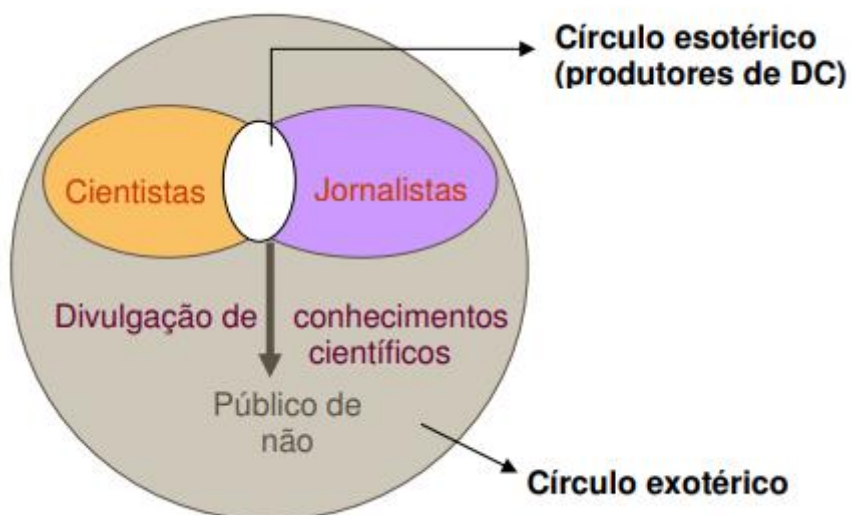 Círculo esotérico
(produtores de DC)
Cientistas
Jornalistas
Divulgação de conhecimentos
científicos
Público de
não
Círculo exotérico